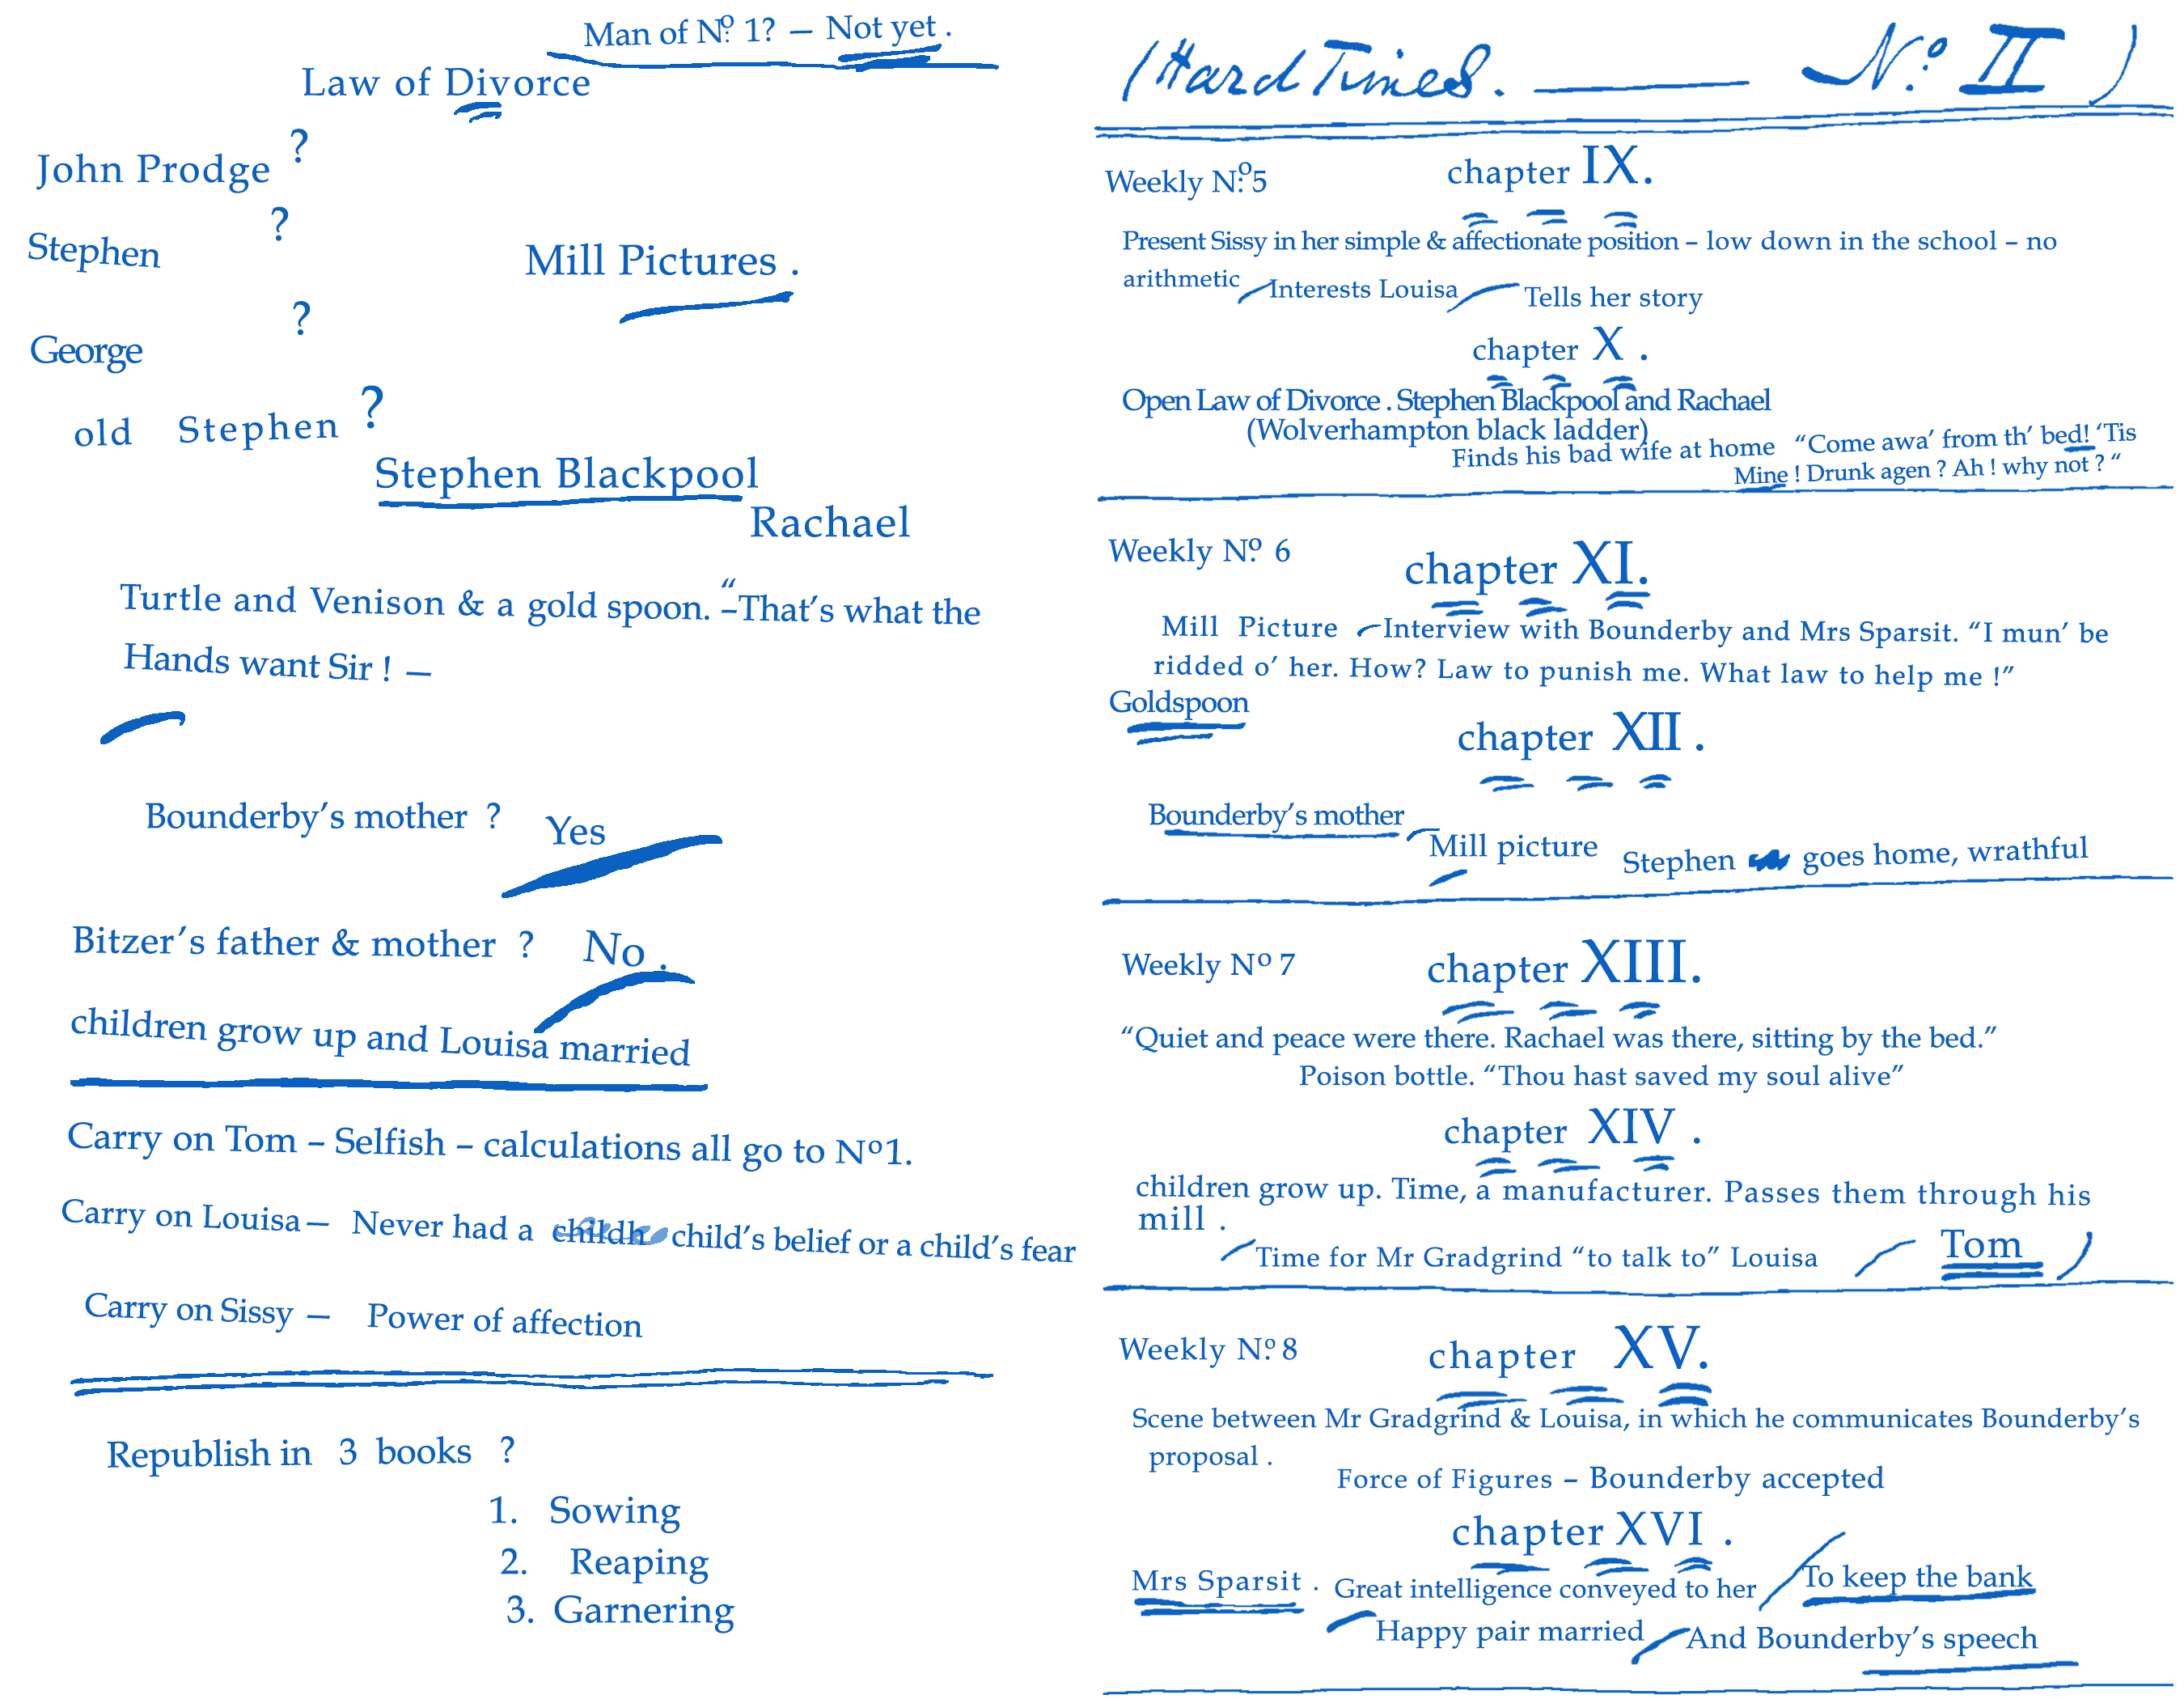 Man of Nº 1? – Not yet .
Law of Divorce
John Prodge ?
Stephen ?
Mill Pictures .
George ?
old Stephen ?
Stephen Blackpool
Rachael
Turtle and Venison & a gold spoon. “–That’s what the
Hands want Sir ! —
Bounderby’s mother ? Yes
Bitzer’s father & mother ? No .
children grow up and Louisa married
Carry on Tom – Selfish – calculations all go to Nº1.
Carry on Louisa— Never had a childh child’s belief or a child’s fear
Carry on Sissy — Power of affection
Republish in 3 books ?
1. Sowing
2. Reaping
3. Garnering
(Hard Times. —— Nº. II )
Weekly Nº.5 chapter IX.
Present Sissy in her simple & affectionate position – low down in the school – no
arithmetic Interests Louisa Tells her story
chapter X .
Open Law of Divorce . Stephen Blackpool and Rachael
(Wolverhampton black ladder)
Finds his bad wife at home “Come awa’ from th’ bed! ‘Tis
Mine ! Drunk agen ? Ah ! why not ? “
Weekly Nº. 6 chapter XI.
Mill Picture Interview with Bounderby and Mrs Sparsit. “I mun’ be
ridded o’ her. How? Law to punish me. What law to help me !”
Goldspoon
chapter XII .
Bounderby’s mother Mill picture Stephen goes home, wrathful
Weekly Nº 7 chapter XIII.
“Quiet and peace were there. Rachael was there, sitting by the bed.”
Poison bottle. “Thou hast saved my soul alive”
chapter XIV .
children grow up. Time, a manufacturer. Passes them through his
mill .
Time for Mr Gradgrind “to talk to” Louisa Tom )
Weekly Nº. 8 chapter XV.
Scene between Mr Gradgrind & Louisa, in which he communicates Bounderby’s
proposal .
Force of Figures – Bounderby accepted
chapter XVI .
Mrs Sparsit . Great intelligence conveyed to her To keep the bank
Happy pair married And Bounderby’s speech